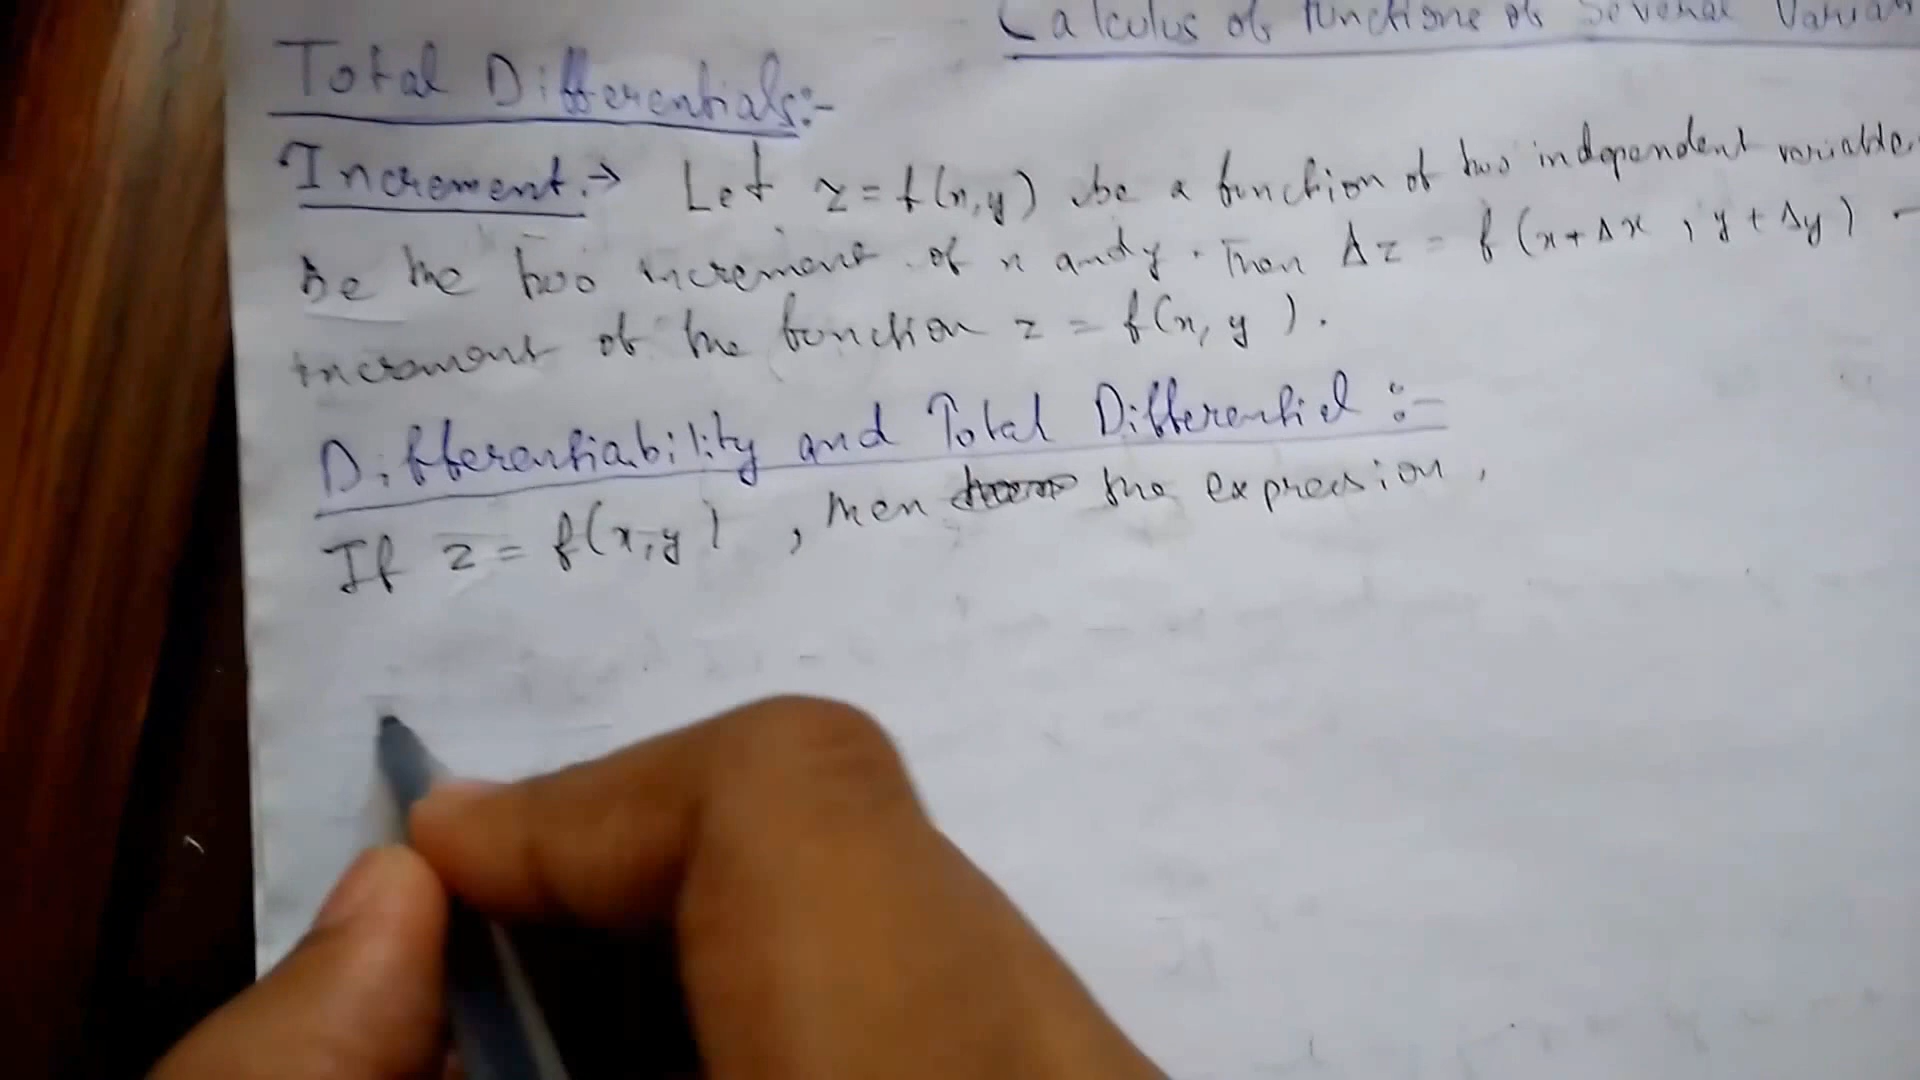 Calculus of functions of Several Varia
Total Differentials:-
Increment.→ Let z = f(x, y) be a function of two independent variable
Be the two increment of x and y. Then Δz = f(x+Δx, y+Δy) -
increment of the function z = f(x, y).
Differentiability and Total Differential :-
If z = f(x, y), then the expression,